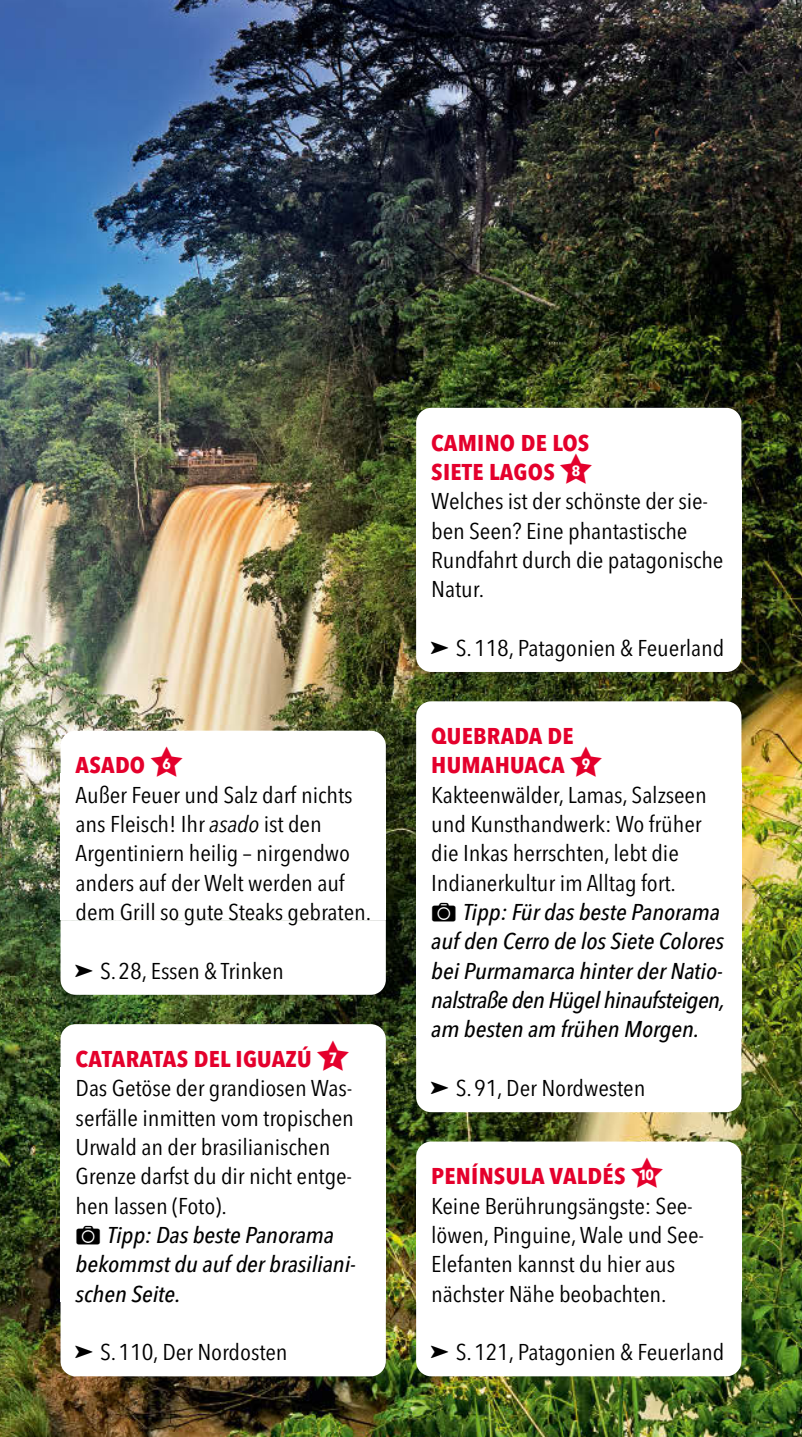 ASADO 6
Außer Feuer und Salz darf nichts
ans Fleisch! Ihr asado ist den
Argentiniern heilig – nirgendwo
anders auf der Welt werden auf
dem Grill so gute Steaks gebraten.
➤ S. 28, Essen & Trinken
CATARATAS DEL IGUAZÚ 7
Das Getöse der grandiosen Was-
serfälle inmitten vom tropischen
Urwald an der brasilianischen
Grenze darfst du dir nicht entge-
hen lassen (Foto).
Tipp: Das beste Panorama
bekommst du auf der brasiliani-
schen Seite.
➤ S. 110, Der Nordosten
CAMINO DE LOS
SIETE LAGOS 8
Welches ist der schönste der sie-
ben Seen? Eine phantastische
Rundfahrt durch die patagonische
Natur.
➤ S. 118, Patagonien & Feuerland
QUEBRADA DE
HUMAHUACA 9
Kakteenwälder, Lamas, Salzseen
und Kunsthandwerk: Wo früher
die Inkas herrschten, lebt die
Indianerkultur im Alltag fort.
Tipp: Für das beste Panorama
auf den Cerro de los Siete Colores
bei Purmamarca hinter der Natio-
nalstraße den Hügel hinaufsteigen,
am besten am frühen Morgen.
➤ S. 91, Der Nordwesten
PENÍNSULA VALDÉS 10
Keine Berührungsängste: See-
löwen, Pinguine, Wale und See-
Elefanten kannst du hier aus
nächster Nähe beobachten.
➤ S. 121, Patagonien & Feuerland